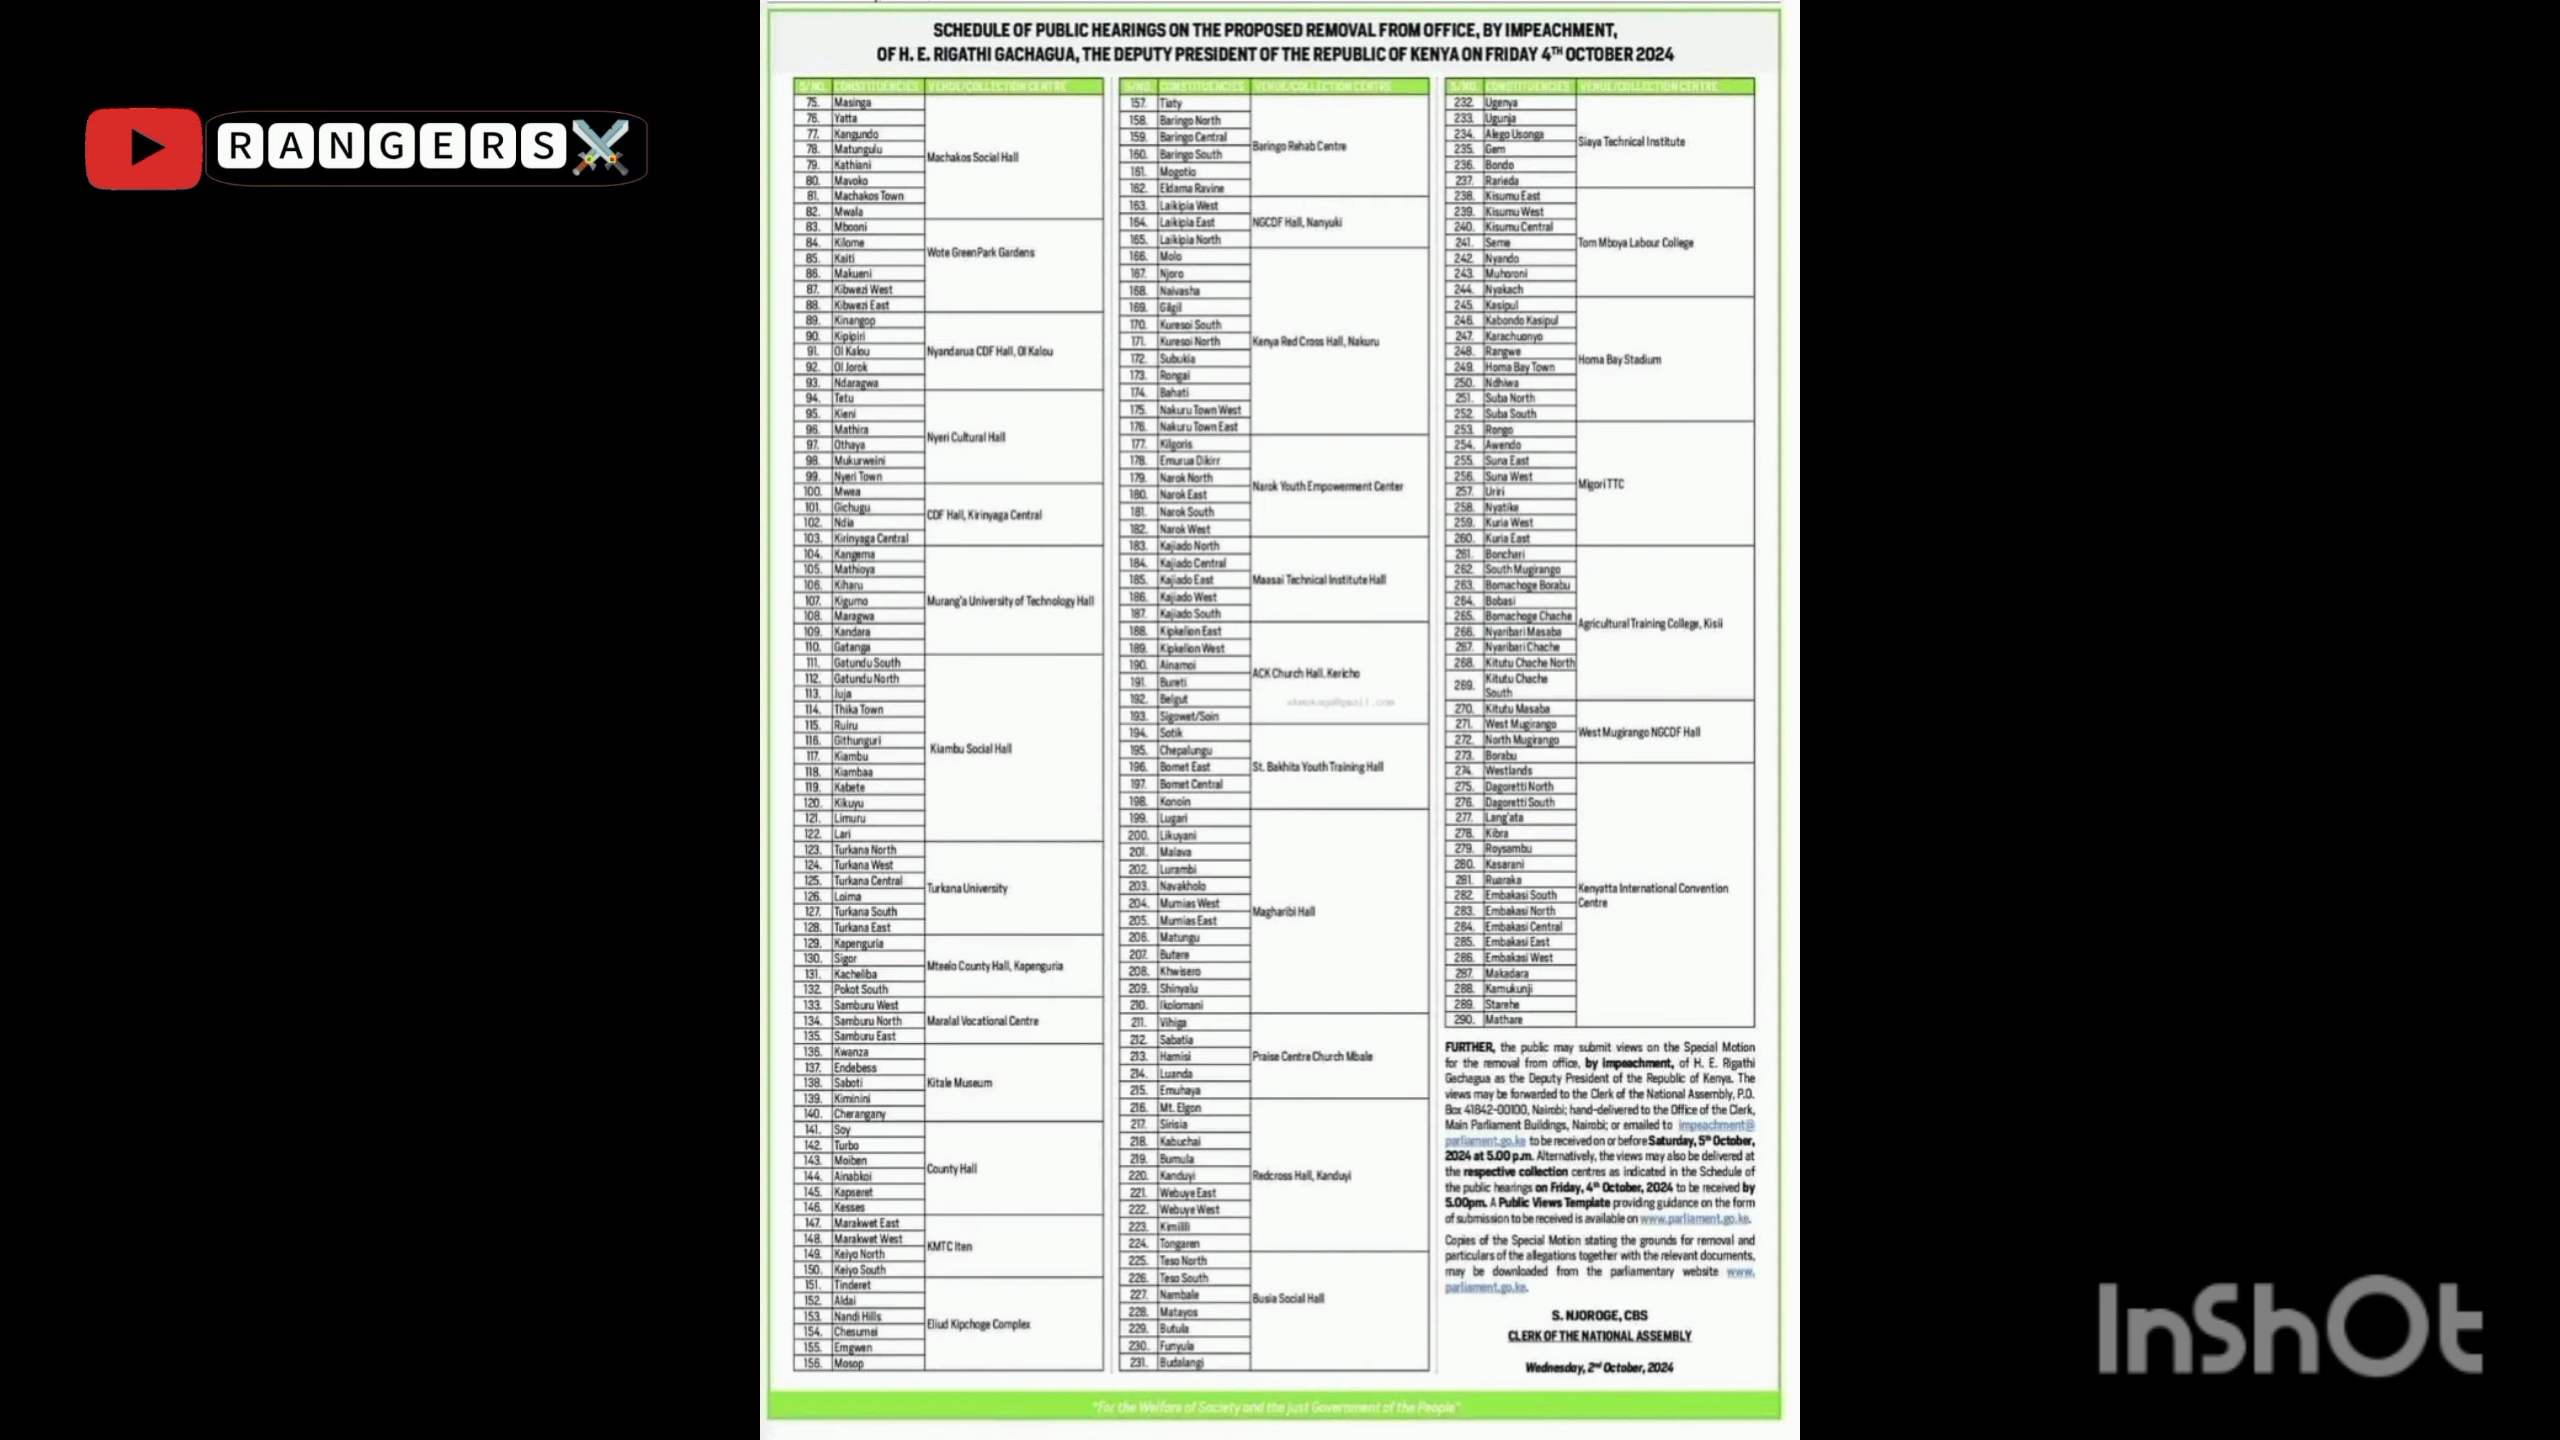 RANGERS
SCHEDULE OF PUBLIC HEARINGS ON THE PROPOSED REMOVAL FROM OFFICE, BY IMPEACHMENT,
OF H. E. RIGATHI GACHAGUA, THE DEPUTY PRESIDENT OF THE REPUBLIC OF KENYA ON FRIDAY 4TH OCTOBER 2024
S/NO. CONSTITUENCIES VENUE/COLLECTION CENTRE
75. Masinga
76. Yatta
77. Kangundo
78. Matungulu
Machakos Social Hall
79. Kathiani
80. Mavoko
81. Machakos Town
82. Mwala
83. Mbooni
84. Kilome
Wote GreenPark Gardens
85. Kaiti
86. Makueni
87. Kibwezi West
88. Kibwezi East
89. Kinangop
90. Kipipiri
91. Ol Kalou
Nyandarua CDF Hall, Ol Kalou
92. Ol Jorok
93. Ndaragwa
94. Tetu
95. Kieni
96. Mathira
Nyeri Cultural Hall
97. Othaya
98. Mukurweini
99. Nyeri Town
100. Mwea
101. Gichugu
CDF Hall, Kirinyaga Central
102. Ndia
103. Kirinyaga Central
104. Kangema
105. Mathioya
106. Kiharu
107. Kigumo
Murang'a University of Technology Hall
108. Maragwa
109. Kandara
110. Gatanga
111. Gatundu South
112. Gatundu North
113. Juja
114. Thika Town
115. Ruiru
116. Githunguri
Kiambu Social Hall
117. Kiambu
118. Kiambaa
119. Kabete
120. Kikuyu
121. Limuru
122. Lari
123. Turkana North
124. Turkana West
125. Turkana Central
Turkana University
126. Loima
127. Turkana South
128. Turkana East
129. Kapenguria
130. Sigor
Mteelo County Hall, Kapenguria
131. Kacheliba
132. Pokot South
133. Samburu West
134. Samburu North
Maralal Vocational Centre
135. Samburu East
136. Kwanza
137. Endebess
138. Saboti
Kitale Museum
139. Kiminini
140. Cherangany
141. Soy
142. Turbo
143. Moiben
County Hall
144. Ainabkoi
145. Kapseret
146. Kesses
147. Marakwet East
148. Marakwet West
KMTC Iten
149. Keiyo North
150. Keiyo South
151. Tinderet
152. Aldai
153. Nandi Hills
Eliud Kipchoge Complex
154. Chesumei
155. Emgwen
156. Mosop
S/NO. CONSTITUENCIES VENUE/COLLECTION CENTRE
157. Tiaty
158. Baringo North
159. Baringo Central
Baringo Rehab Centre
160. Baringo South
161. Mogotio
162. Eldama Ravine
163. Laikipia West
164. Laikipia East
NGCDF Hall, Nanyuki
165. Laikipia North
166. Molo
167. Njoro
168. Naivasha
169. Gilgil
170. Kuresoi South
171. Kuresoi North
Kenya Red Cross Hall, Nakuru
172. Subukia
173. Rongai
174. Bahati
175. Nakuru Town West
176. Nakuru Town East
177. Kilgoris
178. Emurua Dikirr
179. Narok North
Narok Youth Empowerment Center
180. Narok East
181. Narok South
182. Narok West
183. Kajiado North
184. Kajiado Central
185. Kajiado East
Maasai Technical Institute Hall
186. Kajiado West
187. Kajiado South
188. Kipkelion East
189. Kipkelion West
190. Ainamoi
ACK Church Hall, Kericho
191. Bureti
192. Belgut
193. Sigowet/Soin
194. Sotik
195. Chepalungu
196. Bomet East
St. Bakhita Youth Training Hall
197. Bomet Central
198. Konoin
199. Lugari
200. Likuyani
201. Malava
202. Lurambi
203. Navakholo
204. Mumias West
Magharibi Hall
205. Mumias East
206. Matungu
207. Butere
208. Khwisero
209. Shinyalu
210. Ikolomani
211. Vihiga
212. Sabatia
213. Hamisi
Praise Centre Church Mbale
214. Luanda
215. Emuhaya
216. Mt. Elgon
217. Sirisia
218. Kabuchai
219. Bumula
220. Kanduyi
Redcross Hall, Kanduyi
221. Webuye East
222. Webuye West
223. Kimilili
224. Tongaren
225. Teso North
226. Teso South
227. Nambale
Busia Social Hall
228. Matayos
229. Butula
230. Funyula
231. Budalangi
S/NO. CONSTITUENCIES VENUE/COLLECTION CENTRE
232. Ugenya
233. Ugunja
234. Alego Usonga
Siaya Technical Institute
235. Gem
236. Bondo
237. Rarieda
238. Kisumu East
239. Kisumu West
240. Kisumu Central
241. Seme
Tom Mboya Labour College
242. Nyando
243. Muhoroni
244. Nyakach
245. Kasipul
246. Kabondo Kasipul
247. Karachuonyo
248. Rangwe
Homa Bay Stadium
249. Homa Bay Town
250. Ndhiwa
251. Suba North
252. Suba South
253. Rongo
254. Awendo
255. Suna East
256. Suna West
Migori TTC
257. Uriri
258. Nyatike
259. Kuria West
260. Kuria East
261. Bonchari
262. South Mugirango
263. Bomachoge Borabu
264. Bobasi
265. Bomachoge Chache
Agricultural Training College, Kisii
266. Nyaribari Masaba
267. Nyaribari Chache
268. Kitutu Chache North
269. Kitutu Chache
South
270. Kitutu Masaba
271. West Mugirango
West Mugirango NGCDF Hall
272. North Mugirango
273. Borabu
274. Westlands
275. Dagoretti North
276. Dagoretti South
277. Lang'ata
278. Kibra
279. Roysambu
280. Kasarani
281. Ruaraka
Kenyatta International Convention
Centre
282. Embakasi South
283. Embakasi North
284. Embakasi Central
285. Embakasi East
286. Embakasi West
287. Makadara
288. Kamukunji
289. Starehe
290. Mathare
FURTHER, the public may submit views on the Special Motion
for the removal from office, by impeachment, of H. E. Rigathi
Gachagua as the Deputy President of the Republic of Kenya. The
views may be forwarded to the Clerk of the National Assembly, P.O.
Box 41842-00100, Nairobi; hand-delivered to the Office of the Clerk,
Main Parliament Buildings, Nairobi; or emailed to impeachment@
parliament.go.ke to be received on or before Saturday, 5th October,
2024 at 5.00 p.m. Alternatively, the views may also be delivered at
the respective collection centres as indicated in the Schedule of
the public hearings on Friday, 4th October, 2024 to be received by
5.00pm. A Public Views Template providing guidance on the form
of submission to be received is available on www.parliament.go.ke.
Copies of the Special Motion stating the grounds for removal and
particulars of the allegations together with the relevant documents,
may be downloaded from the parliamentary website www.
parliament.go.ke.
S. NJOROGE, CBS
CLERK OF THE NATIONAL ASSEMBLY
Wednesday, 2nd October, 2024
"For the Welfare of Society and the just Government of the People"
InShOt